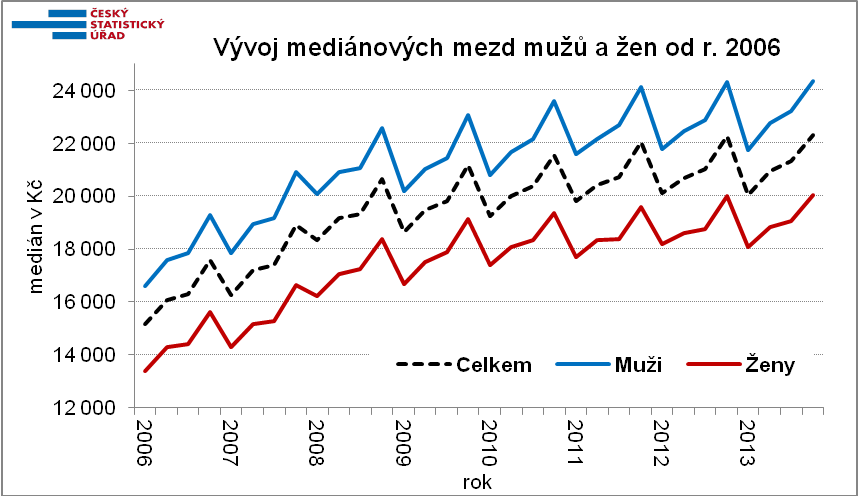 ČESKÝ
STATISTICKÝ
ÚŘAD
Vývoj mediánových mezd mužů a žen od r. 2006
medián v Kč
24 000
22 000
20 000
18 000
16 000
14 000
12 000
Celkem Muži Ženy
2006 2007 2008 2009 2010 2011 2012 2013
rok